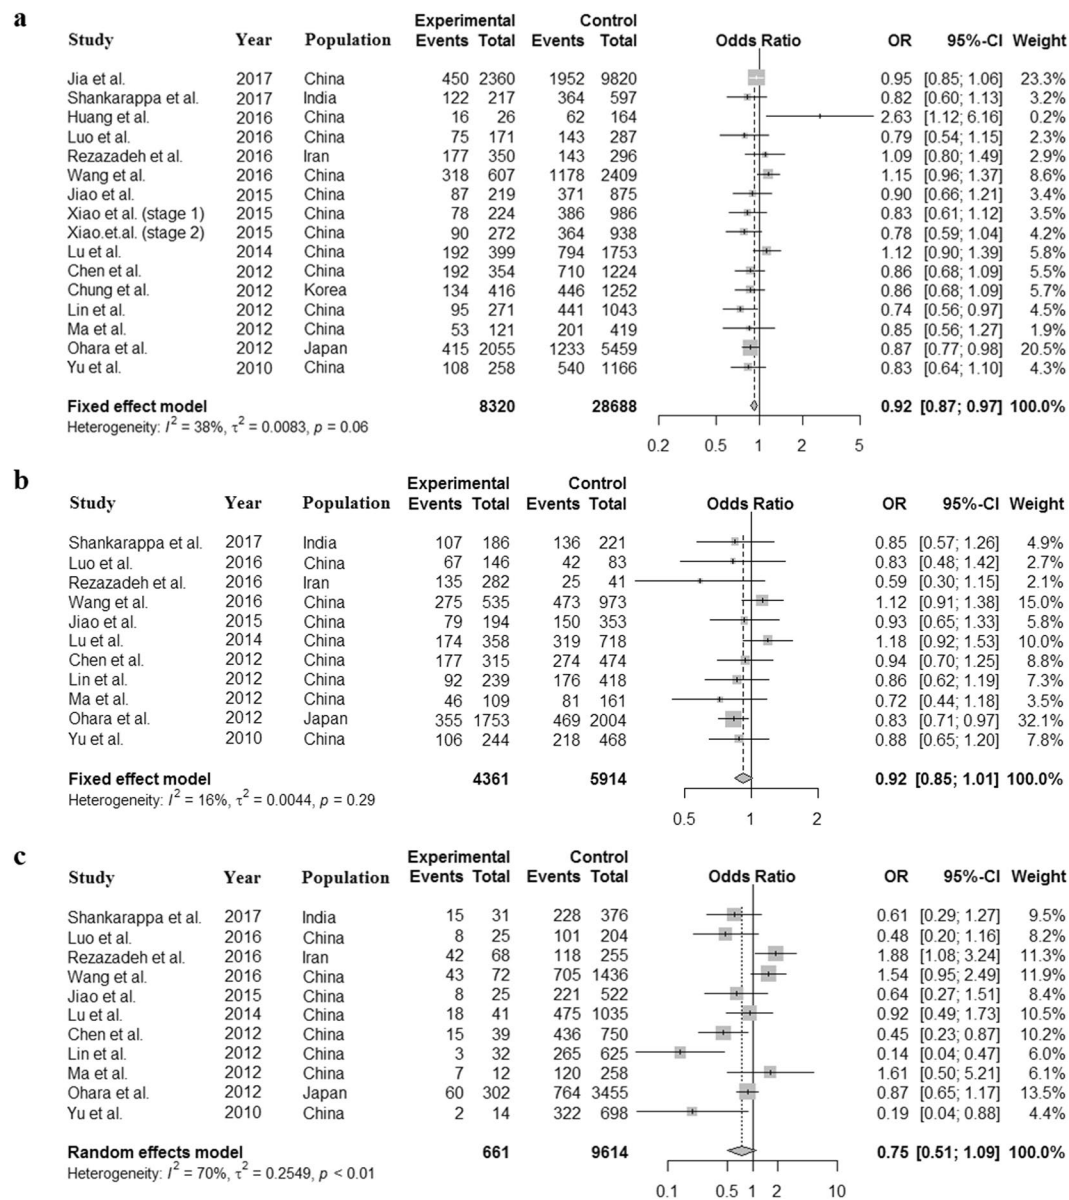 a
Experimental Control
Study Year Population Events Total Events Total Odds Ratio OR 95%-CI Weight
Jia et al. 2017 China 450 2360 1952 9820 0.95 [0.85; 1.06] 23.3%
Shankarappa et al. 2017 India 122 217 364 597 0.82 [0.60; 1.13] 3.2%
Huang et al. 2016 China 16 26 62 164 2.63 [1.12; 6.16] 0.2%
Luo et al. 2016 China 75 171 143 287 0.79 [0.54; 1.15] 2.3%
Rezazadeh et al. 2016 Iran 177 350 143 296 1.09 [0.80; 1.49] 2.9%
Wang et al. 2016 China 318 607 1178 2409 1.15 [0.96; 1.37] 8.6%
Jiao et al. 2015 China 87 219 371 875 0.90 [0.66; 1.21] 3.4%
Xiao et al. (stage 1) 2015 China 78 224 386 986 0.83 [0.61; 1.12] 3.5%
Xiao.et.al. (stage 2) 2015 China 90 272 364 938 0.78 [0.59; 1.04] 4.2%
Lu et al. 2014 China 192 399 794 1753 1.12 [0.90; 1.39] 5.8%
Chen et al. 2012 China 192 354 710 1224 0.86 [0.68; 1.09] 5.5%
Chung et al. 2012 Korea 134 416 446 1252 0.86 [0.68; 1.09] 5.7%
Lin et al. 2012 China 95 271 441 1043 0.74 [0.56; 0.97] 4.5%
Ma et al. 2012 China 53 121 201 419 0.85 [0.56; 1.27] 1.9%
Ohara et al. 2012 Japan 415 2055 1233 5459 0.87 [0.77; 0.98] 20.5%
Yu et al. 2010 China 108 258 540 1166 0.83 [0.64; 1.10] 4.3%
Fixed effect model 8320 28688 0.92 [0.87; 0.97] 100.0%
Heterogeneity: I² = 38%, τ² = 0.0083, p = 0.06
0.2 0.5 1 2 5
b
Experimental Control
Study Year Population Events Total Events Total Odds Ratio OR 95%-CI Weight
Shankarappa et al. 2017 India 107 186 136 221 0.85 [0.57; 1.26] 4.9%
Luo et al. 2016 China 67 146 42 83 0.83 [0.48; 1.42] 2.7%
Rezazadeh et al. 2016 Iran 135 282 25 41 0.59 [0.30; 1.15] 2.1%
Wang et al. 2016 China 275 535 473 973 1.12 [0.91; 1.38] 15.0%
Jiao et al. 2015 China 79 194 150 353 0.93 [0.65; 1.33] 5.8%
Lu et al. 2014 China 174 358 319 718 1.18 [0.92; 1.53] 10.0%
Chen et al. 2012 China 177 315 274 474 0.94 [0.70; 1.25] 8.8%
Lin et al. 2012 China 92 239 176 418 0.86 [0.62; 1.19] 7.3%
Ma et al. 2012 China 46 109 81 161 0.72 [0.44; 1.18] 3.5%
Ohara et al. 2012 Japan 355 1753 469 2004 0.83 [0.71; 0.97] 32.1%
Yu et al. 2010 China 106 244 218 468 0.88 [0.65; 1.20] 7.8%
Fixed effect model 4361 5914 0.92 [0.85; 1.01] 100.0%
Heterogeneity: I² = 16%, τ² = 0.0044, p = 0.29
0.5 1 2
c
Experimental Control
Study Year Population Events Total Events Total Odds Ratio OR 95%-CI Weight
Shankarappa et al. 2017 India 15 31 228 376 0.61 [0.29; 1.27] 9.5%
Luo et al. 2016 China 8 25 101 204 0.48 [0.20; 1.16] 8.2%
Rezazadeh et al. 2016 Iran 42 68 118 255 1.88 [1.08; 3.24] 11.3%
Wang et al. 2016 China 43 72 705 1436 1.54 [0.95; 2.49] 11.9%
Jiao et al. 2015 China 8 25 221 522 0.64 [0.27; 1.51] 8.4%
Lu et al. 2014 China 18 41 475 1035 0.92 [0.49; 1.73] 10.5%
Chen et al. 2012 China 15 39 436 750 0.45 [0.23; 0.87] 10.2%
Lin et al. 2012 China 3 32 265 625 0.14 [0.04; 0.47] 6.0%
Ma et al. 2012 China 7 12 120 258 1.61 [0.50; 5.21] 6.1%
Ohara et al. 2012 Japan 60 302 764 3455 0.87 [0.65; 1.17] 13.5%
Yu et al. 2010 China 2 14 322 698 0.19 [0.04; 0.88] 4.4%
Random effects model 661 9614 0.75 [0.51; 1.09] 100.0%
Heterogeneity: I² = 70%, τ² = 0.2549, p < 0.01
0.1 0.5 1 2 10